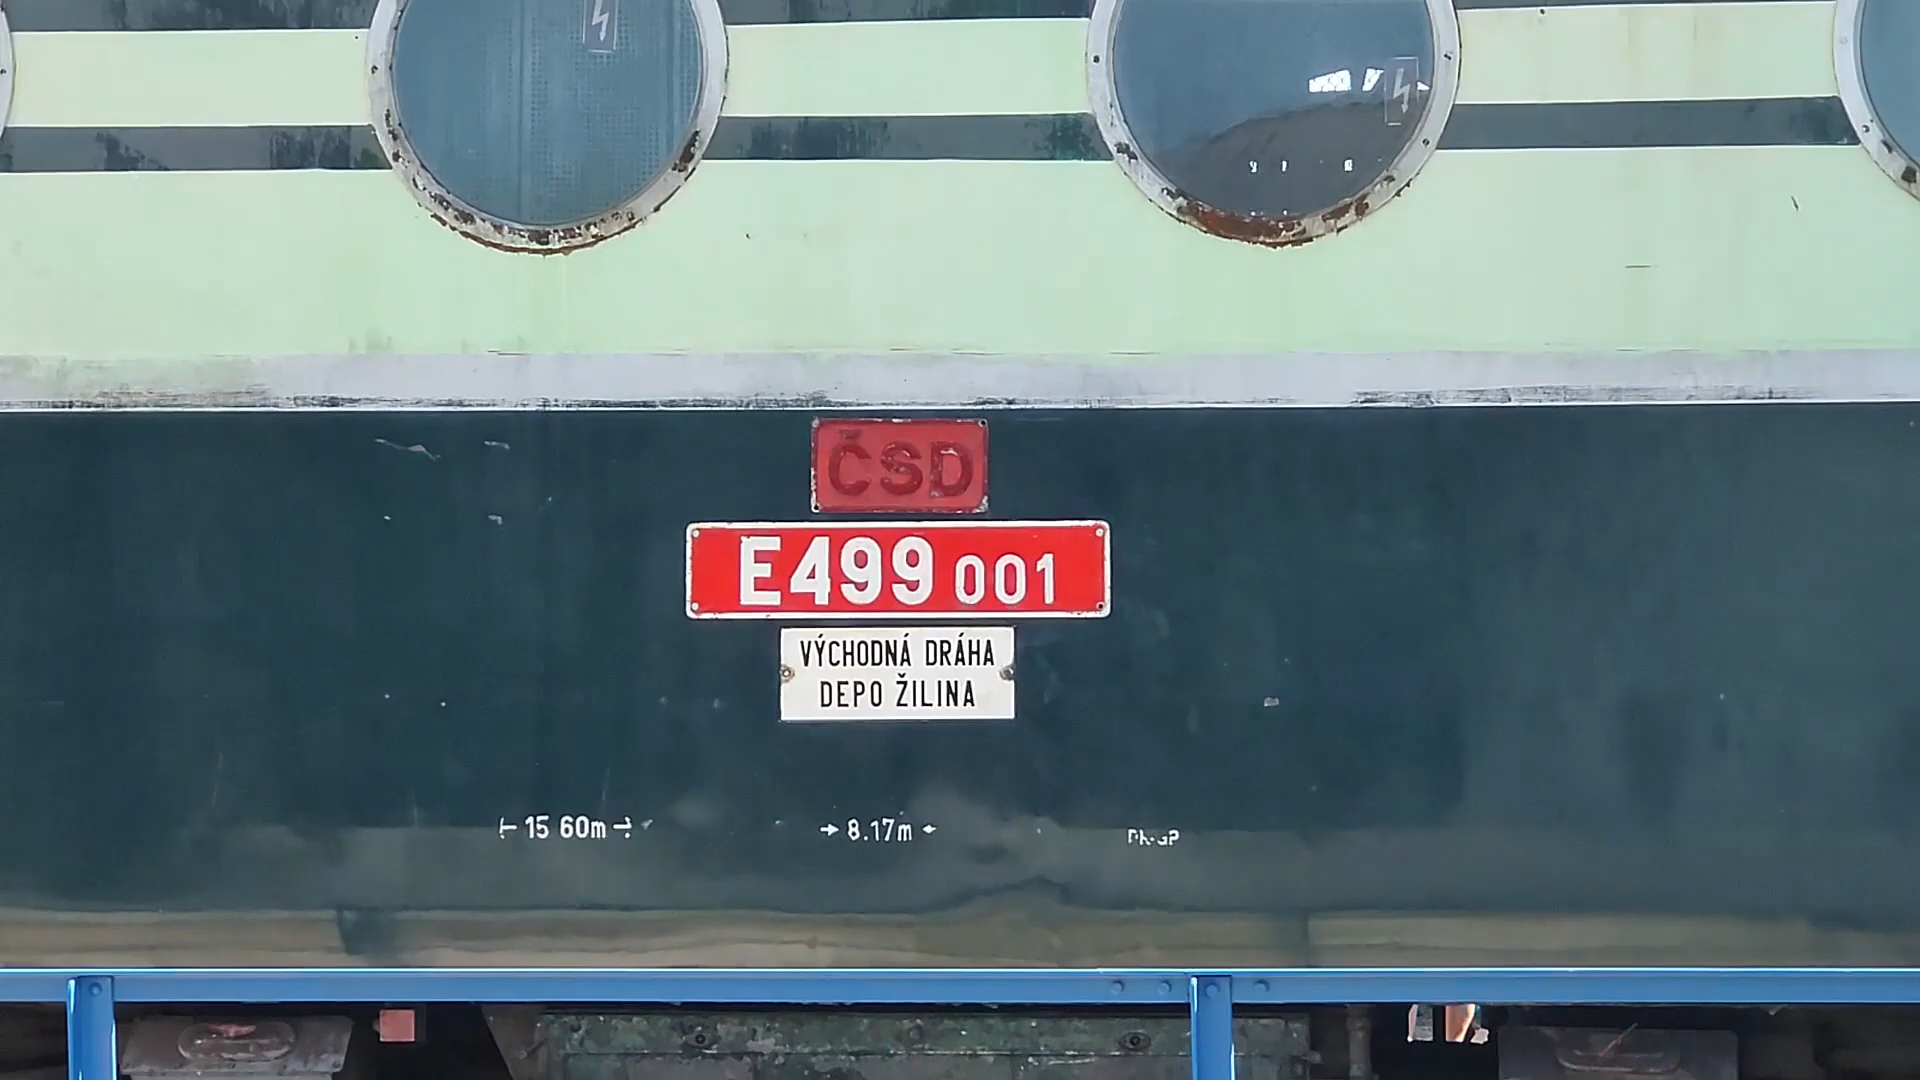 ČSD
E499 001
VÝCHODNÁ DRÁHA
DEPO ŽILINA
15 60m
8.17m